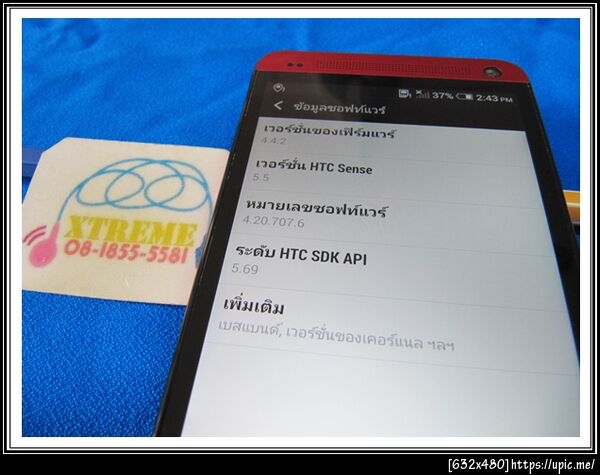 37% 2:43 PM
< ข้อมูลซอฟท์แวร์
เวอร์ชั่นของเฟิร์มแวร์
4.4.2
เวอร์ชั่น HTC Sense
5.5
หมายเลขซอฟท์แวร์
4.20.707.6
ระดับ HTC SDK API
5.69
เพิ่มเติม
เบสแบนด์, เวอร์ชั่นของเคอร์แนล ฯลฯ
XTREME
08-1855-5581
[632x480]https://upic.me/